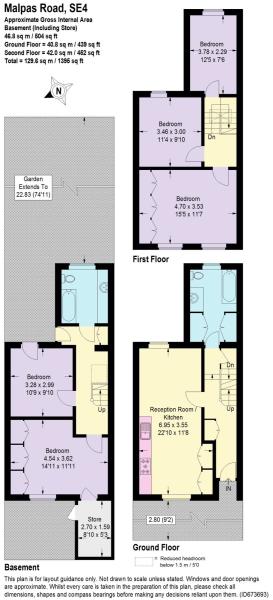 Malpas Road, SE4
Approximate Gross Internal Area
Basement (Including Store)
46.8 sq m / 504 sq ft
Ground Floor = 40.8 sq m / 439 sq ft
Second Floor = 42.0 sq m / 452 sq ft
Total = 129.6 sq m / 1395 sq ft
N
Bedroom
3.78 x 2.29
12'5 x 7'6
Bedroom
3.46 x 3.00
11'4 x 9'10
Dn
Bedroom
4.70 x 3.53
15'5 x 11'7
First Floor
Garden
Extends To
22.83 (74'11)
Bedroom
3.28 x 2.99
10'9 x 9'10
Up
Bedroom
4.54 x 3.62
14'11 x 11'11
Store
2.70 x 1.59
8'10 x 5'3
Basement
Dn
Reception Room /
Kitchen
6.95 x 3.55
22'10 x 11'8
Up
IN
2.80 (9'2)
Ground Floor
= Reduced headroom
below 1.5 m / 5'0
This plan is for layout guidance only. Not drawn to scale unless stated. Windows and door openings
are approximate. Whilst every care is taken in the preparation of this plan, please check all
dimensions, shapes and compass bearings before making any decisions reliant upon them. (ID673693)